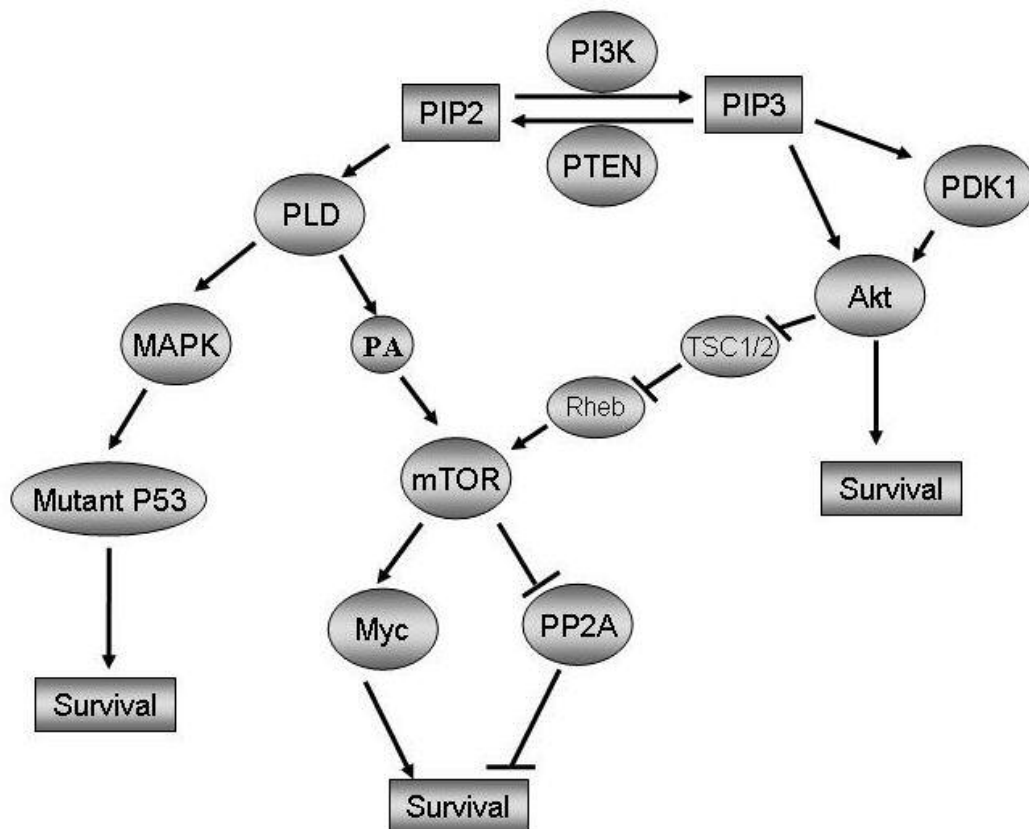 PI3K
PIP2
PIP3
PTEN
PDK1
PLD
Akt
MAPK
PA
TSC1/2
Rheb
mTOR
Mutant P53
Survival
Myc
PP2A
Survival
Survival